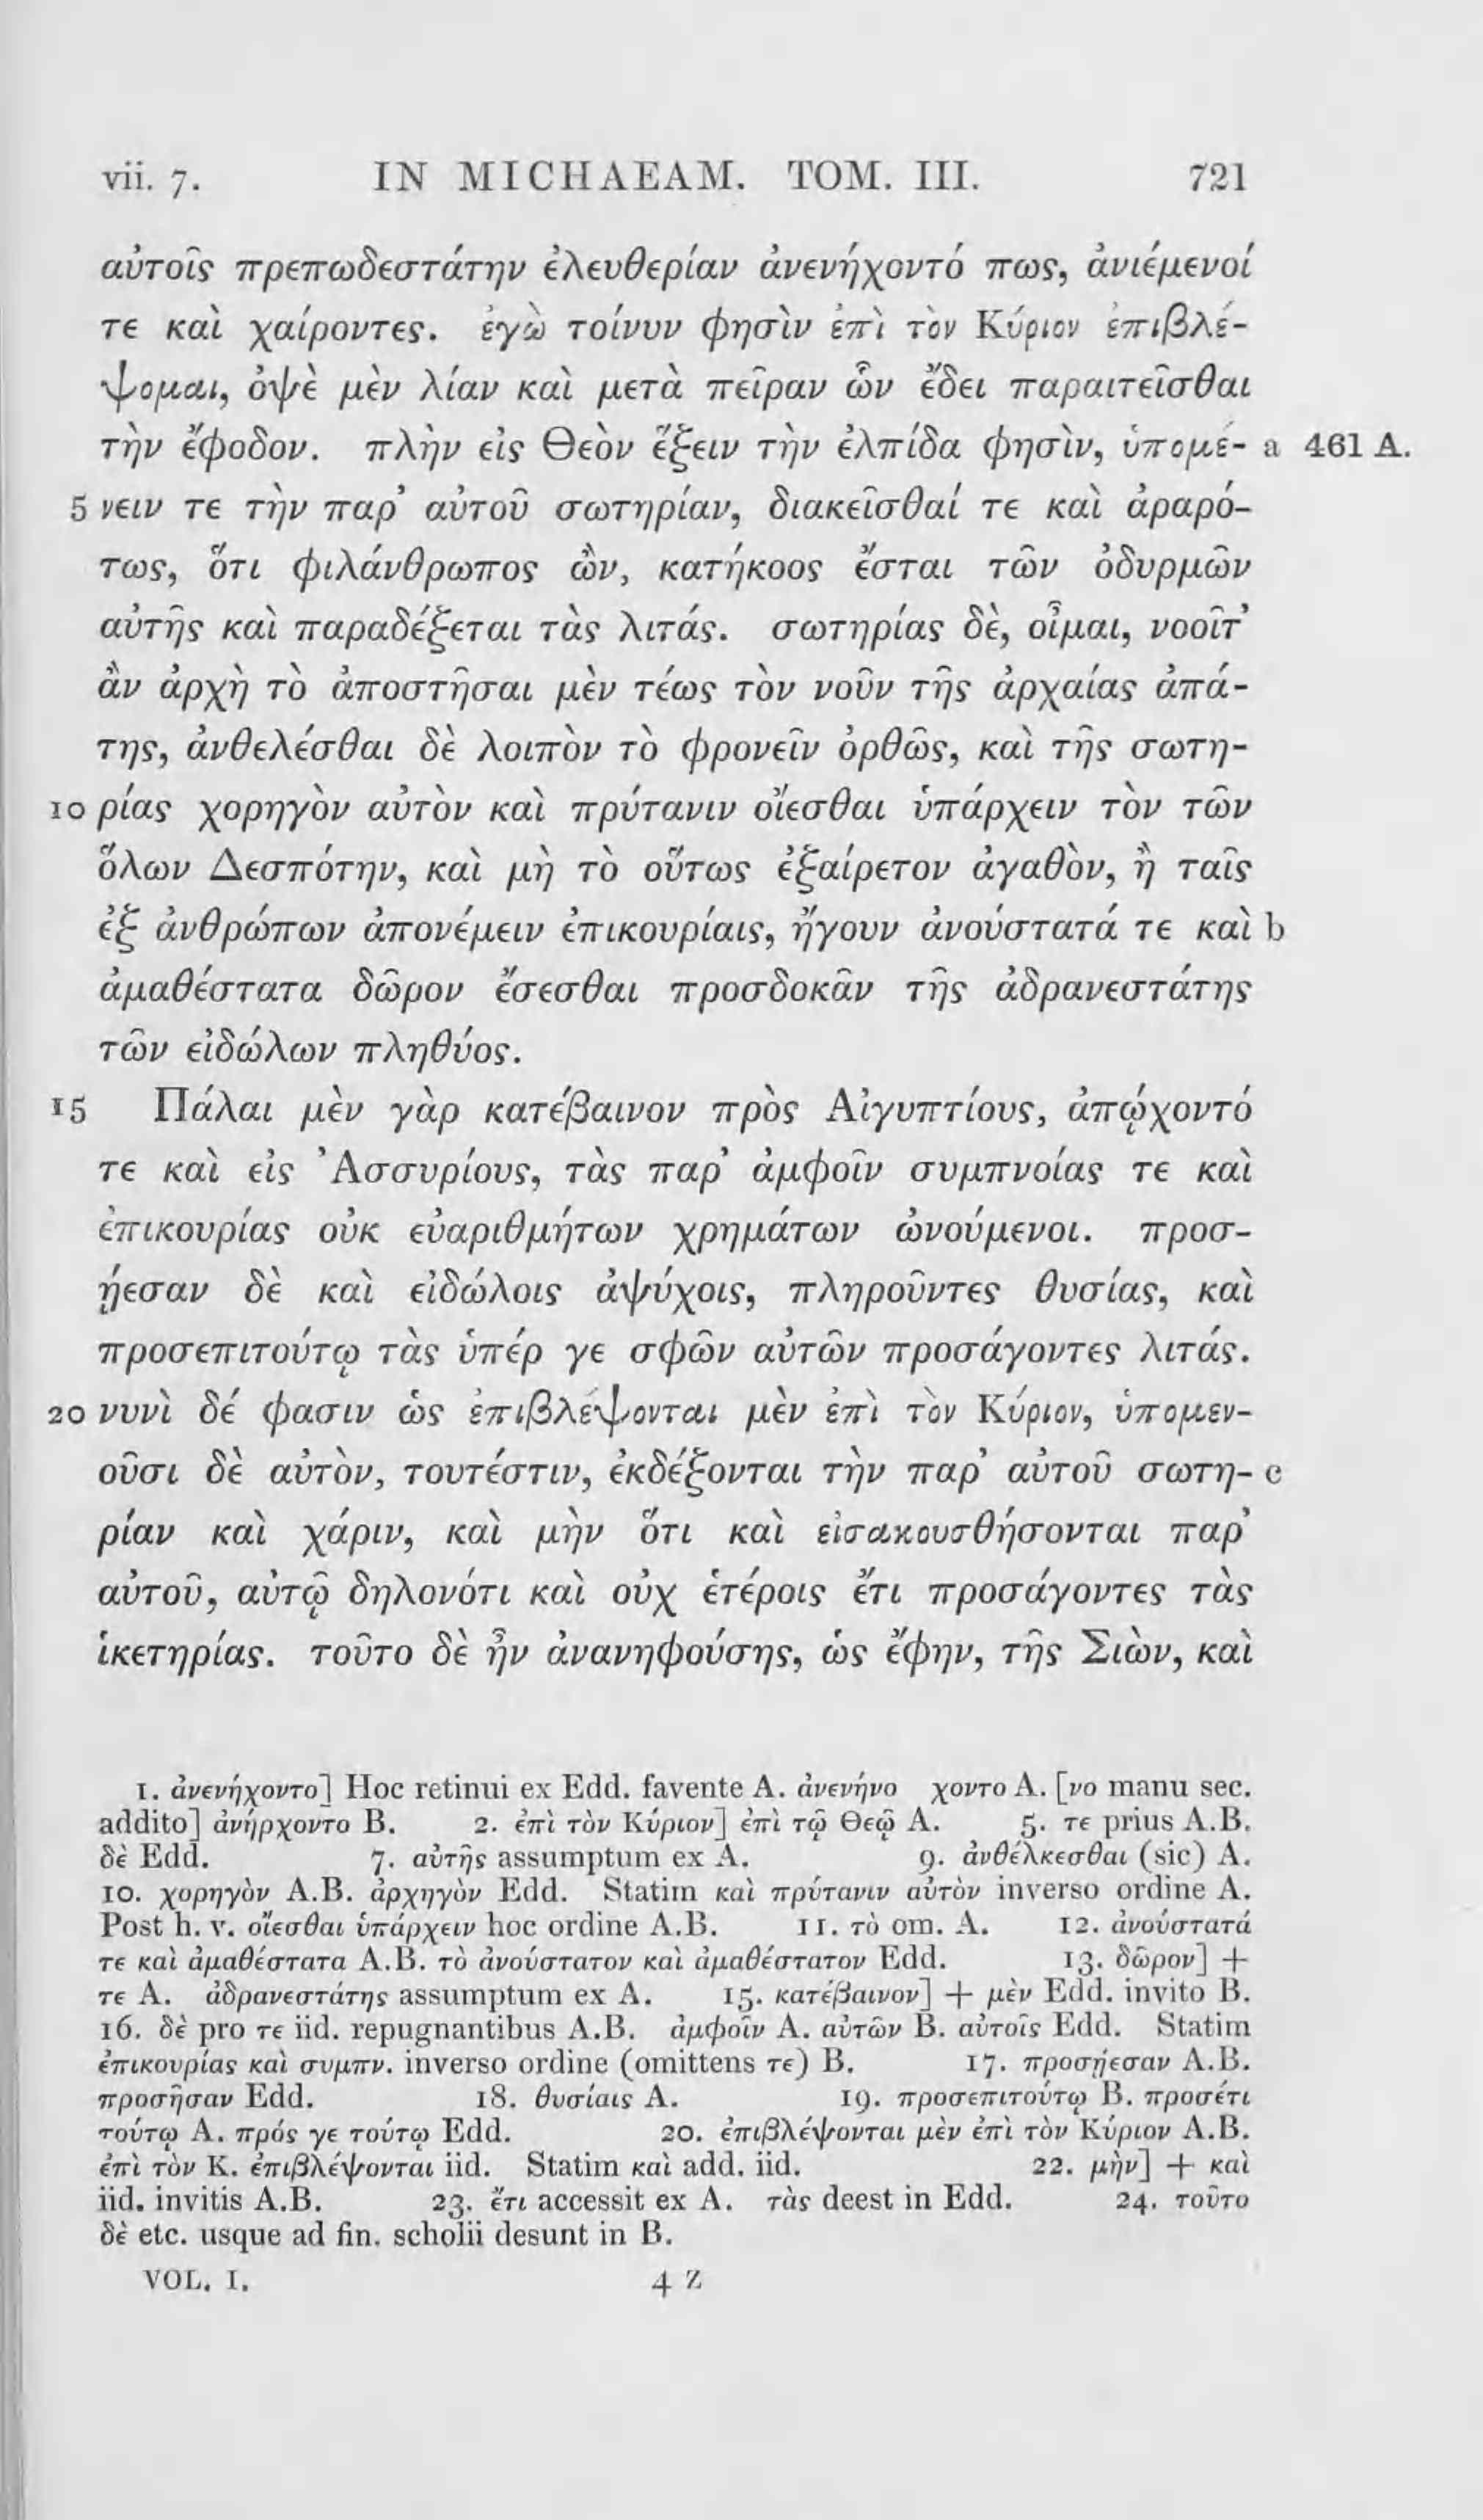 vii. 7. IN MICHAEAM. TOM. III. 721
αὐτοῖς πρεπωδεστάτην ἐλευθερίαν ἀνενήχοντό πως, ἀνιέμενοί
τε καὶ χαίροντες. ἐγὼ τοίνυν φησὶν ἐπὶ τὸν Κύριον ἐπιβλέ-
ψομαι, ὀψὲ μὲν λίαν καὶ μετὰ πεῖραν ὧν ἔδει παραιτεῖσθαι
τὴν ἔφοδον. πλὴν εἰς Θεὸν ἕξειν τὴν ἐλπίδα φησὶν, ὑπομέ- a 461 A.
5 νειν τε τὴν παρ’ αὐτοῦ σωτηρίαν, διακεῖσθαί τε καὶ ἀραρό-
τως, ὅτι φιλάνθρωπος ὢν, κατήκοος ἔσται τῶν ὀδυρμῶν
αὐτῆς καὶ παραδέξεται τὰς λιτάς. σωτηρίας δὲ, οἶμαι, νοοῖτ’
ἂν ἀρχὴ τὸ ἀποστῆσαι μὲν τέως τὸν νοῦν τῆς ἀρχαίας ἀπά-
της, ἀνθελέσθαι δὲ λοιπὸν τὸ φρονεῖν ὀρθῶς, καὶ τῆς σωτη-
10 ρίας χορηγὸν αὐτὸν καὶ πρύτανιν οἴεσθαι ὑπάρχειν τὸν τῶν
ὅλων Δεσπότην, καὶ μὴ τὸ οὕτως ἐξαίρετον ἀγαθὸν, ἢ ταῖς
ἐξ ἀνθρώπων ἀπονέμειν ἐπικουρίαις, ἤγουν ἀνούστατά τε καὶ b
ἀμαθέστατα δῶρον ἔσεσθαι προσδοκᾶν τῆς ἀδρανεστάτης
τῶν εἰδώλων πληθύος.
15 Πάλαι μὲν γὰρ κατέβαινον πρὸς Αἰγυπτίους, ἀπῴχοντό
τε καὶ εἰς Ἀσσυρίους, τὰς παρ’ ἀμφοῖν συμπνοίας τε καὶ
ἐπικουρίας οὐκ εὐαριθμήτων χρημάτων ὠνούμενοι. προσ-
ῄεσαν δὲ καὶ εἰδώλοις ἀψύχοις, πληροῦντες θυσίας, καὶ
προσεπιτούτῳ τὰς ὑπέρ γε σφῶν αὐτῶν προσάγοντες λιτάς.
20 νυνὶ δέ φασιν ὡς ἐπιβλέψονται μὲν ἐπὶ τὸν Κύριον, ὑπομεν-
οῦσι δὲ αὐτὸν, τουτέστιν, ἐκδέξονται τὴν παρ’ αὐτοῦ σωτη- c
ρίαν καὶ χάριν, καὶ μὴν ὅτι καὶ εἰσακουσθήσονται παρ’
αὐτοῦ, αὐτῷ δηλονότι καὶ οὐχ ἑτέροις ἔτι προσάγοντες τὰς
ἱκετηρίας. τοῦτο δὲ ἦν ἀνανηφούσης, ὡς ἔφην, τῆς Σιὼν, καὶ
1. ἀνενήχοντο] Hoc retinui ex Edd. favente A. ἀνενήνο χοντο A. [νο manu sec.
addito] ἀνήρχοντο B. 2. ἐπὶ τὸν Κύριον] ἐπὶ τῷ Θεῷ A. 5. τε prius A.B.
δὲ Edd. 7. αὐτῆς assumptum ex A. 9. ἀνθέλκεσθαι (sic) A.
10. χορηγὸν A.B. ἀρχηγὸν Edd. Statim καὶ πρύτανιν αὐτὸν inverso ordine A.
Post h. v. οἴεσθαι ὑπάρχειν hoc ordine A.B. 11. τὸ om. A. 12. ἀνούστατά
τε καὶ ἀμαθέστατα A.B. τὸ ἀνούστατον καὶ ἀμαθέστατον Edd. 13. δῶρον] +
τε A. ἀδρανεστάτης assumptum ex A. 15. κατέβαινον] + μὲν Edd. invito B.
16. δὲ pro τε iid. repugnantibus A.B. ἀμφοῖν A. αὐτῶν B. αὐτοῖς Edd. Statim
ἐπικουρίας καὶ συμπν. inverso ordine (omittens τε) B. 17. προσῄεσαν A.B.
προσῆσαν Edd. 18. θυσίαις A. 19. προσεπιτούτῳ B. προσέτι
τούτῳ A. πρός γε τούτῳ Edd. 20. ἐπιβλέψονται μὲν ἐπὶ τὸν Κύριον A.B.
ἐπὶ τὸν Κ. ἐπιβλέψονται iid. Statim καὶ add. iid. 22. μὴν] + καὶ
iid. invitis A.B. 23. ἔτι accessit ex A. τὰς deest in Edd. 24. τοῦτο
δὲ etc. usque ad fin. scholii desunt in B.
VOL. I. 4 Z